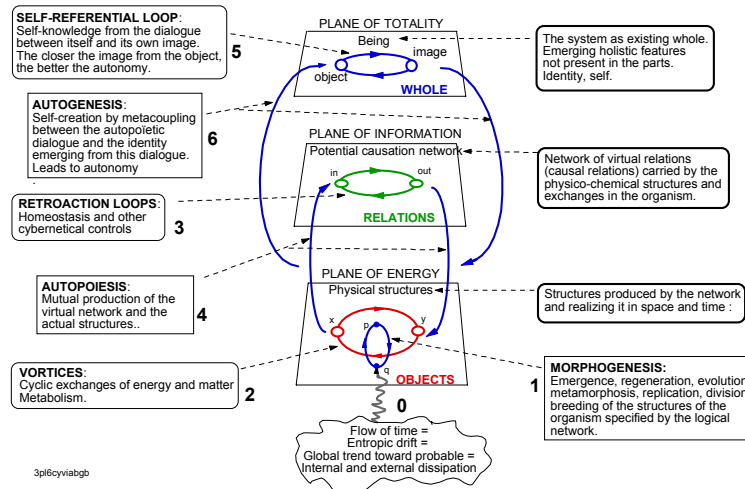 SELF-REFERENTIAL LOOP:
Self-knowledge from the dialogue
between itself and its own image.
The closer the image from the object,
the better the autonomy.
5
PLANE OF TOTALITY
Being
image
object
WHOLE
The system as existing whole.
Emerging holistic features
not present in the parts.
Identity, self.
AUTOGENESIS:
Self-creation by metacoupling
between the autopoïetic
dialogue and the identity
emerging from this dialogue.
Leads to autonomy
.
6
PLANE OF INFORMATION
Potential causation network
in
out
RELATIONS
Network of virtual relations
(causal relations) carried by the
physico-chemical structures and
exchanges in the organism.
RETROACTION LOOPS:
Homeostasis and other
cybernetical controls
3
AUTOPOIESIS:
Mutual production of the
virtual network and the
actual structures..
4
PLANE OF ENERGY
Physical structures
x
y
p
q
OBJECTS
Structures produced by the network
and realizing it in space and time :
VORTICES:
Cyclic exchanges of energy and matter
Metabolism.
2
1
MORPHOGENESIS:
Emergence, regeneration, evolution
metamorphosis, replication, division
breeding of the structures of the
organism specified by the logical
network.
0
Flow of time =
Entropic drift =
Global trend toward probable =
Internal and external dissipation
3pl6cyviabgb